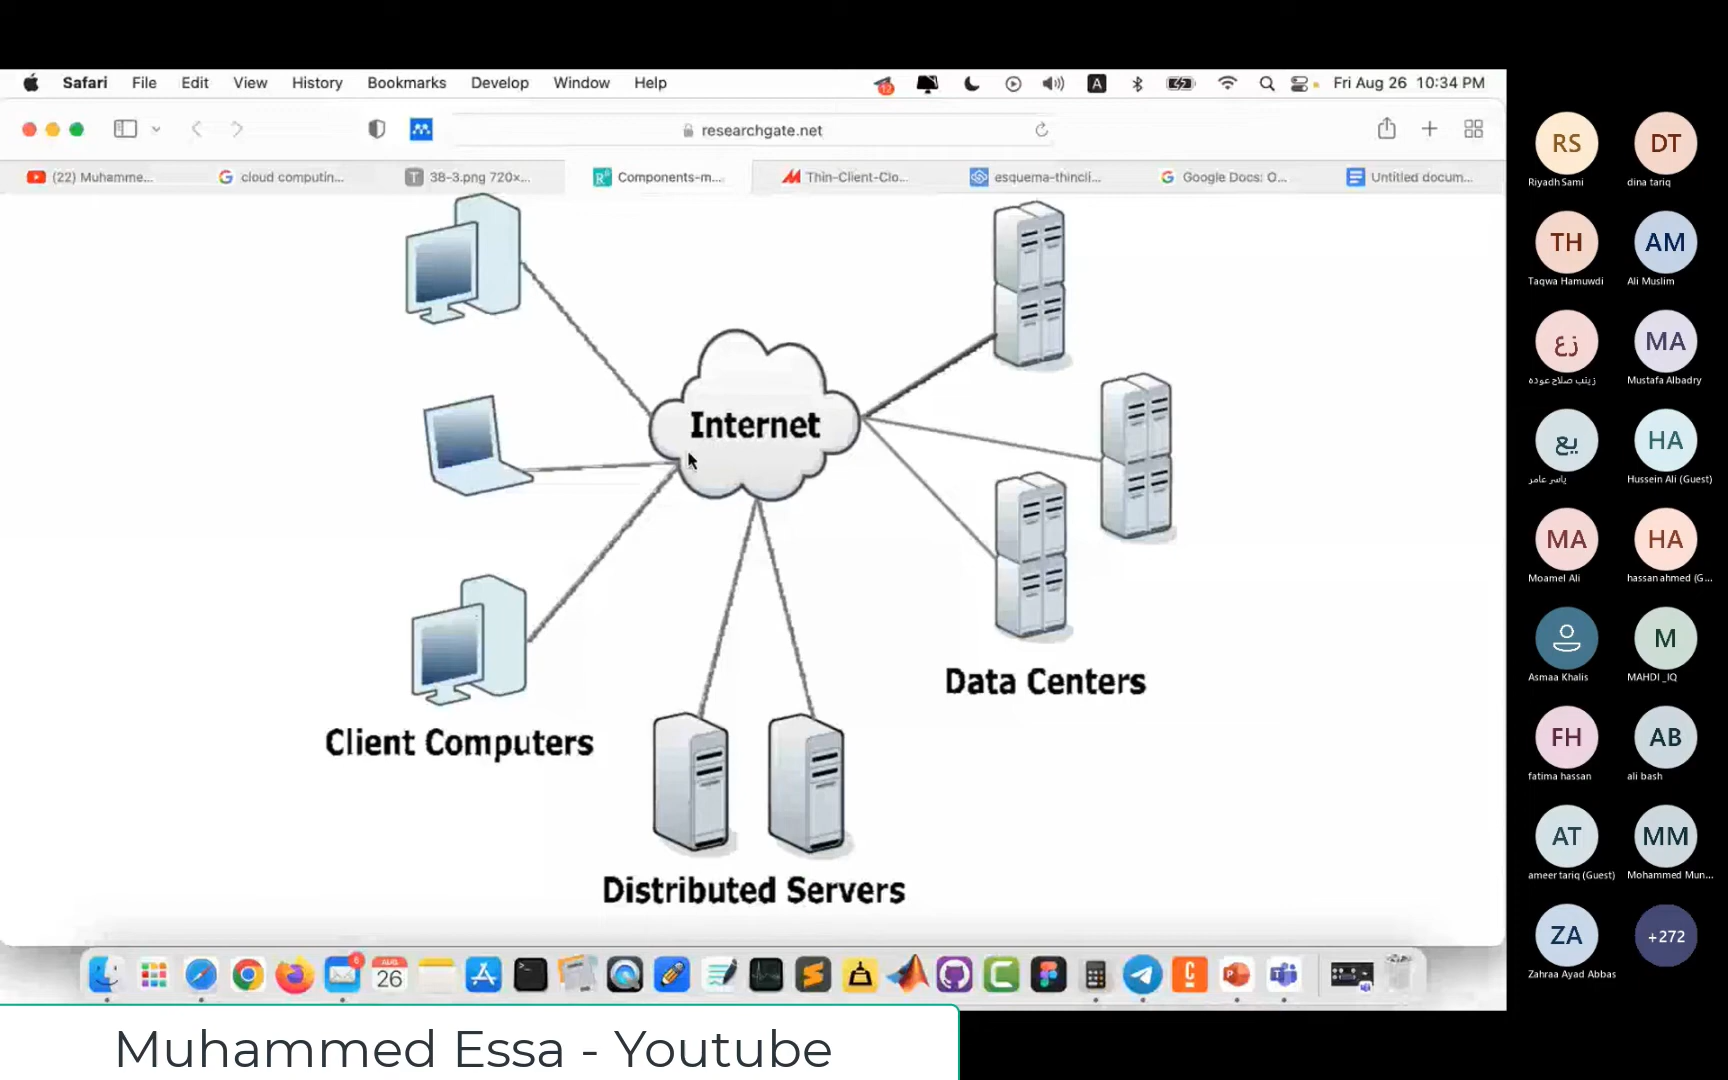 Safari File Edit View History Bookmarks Develop Window Help
12
A
Fri Aug 26 10:34 PM
researchgate.net
(22) Muhamme...
cloud computin...
T 38-3.png 720×...
Components-m...
Thin-Client-Clo...
esquema-thincli...
Google Docs: O...
Untitled docum...
Internet
Client Computers
Data Centers
Distributed Servers
RS
Riyadh Sami
DT
dina tariq
TH
Taqwa Hamuwdi
AM
Ali Muslim
زع
زينب صلاح عوده
MA
Mustafa Albadry
يع
ياسر عامر
HA
Hussein Ali (Guest)
MA
Moamel Ali
HA
hassan ahmed (G...
Asmaa Khalis
M
MAHDI _IQ
FH
fatima hassan
AB
ali bash
AT
ameer tariq (Guest)
MM
Mohammed Mun...
ZA
Zahraa Ayad Abbas
+272
6
AUG
26
Muhammed Essa - Youtube